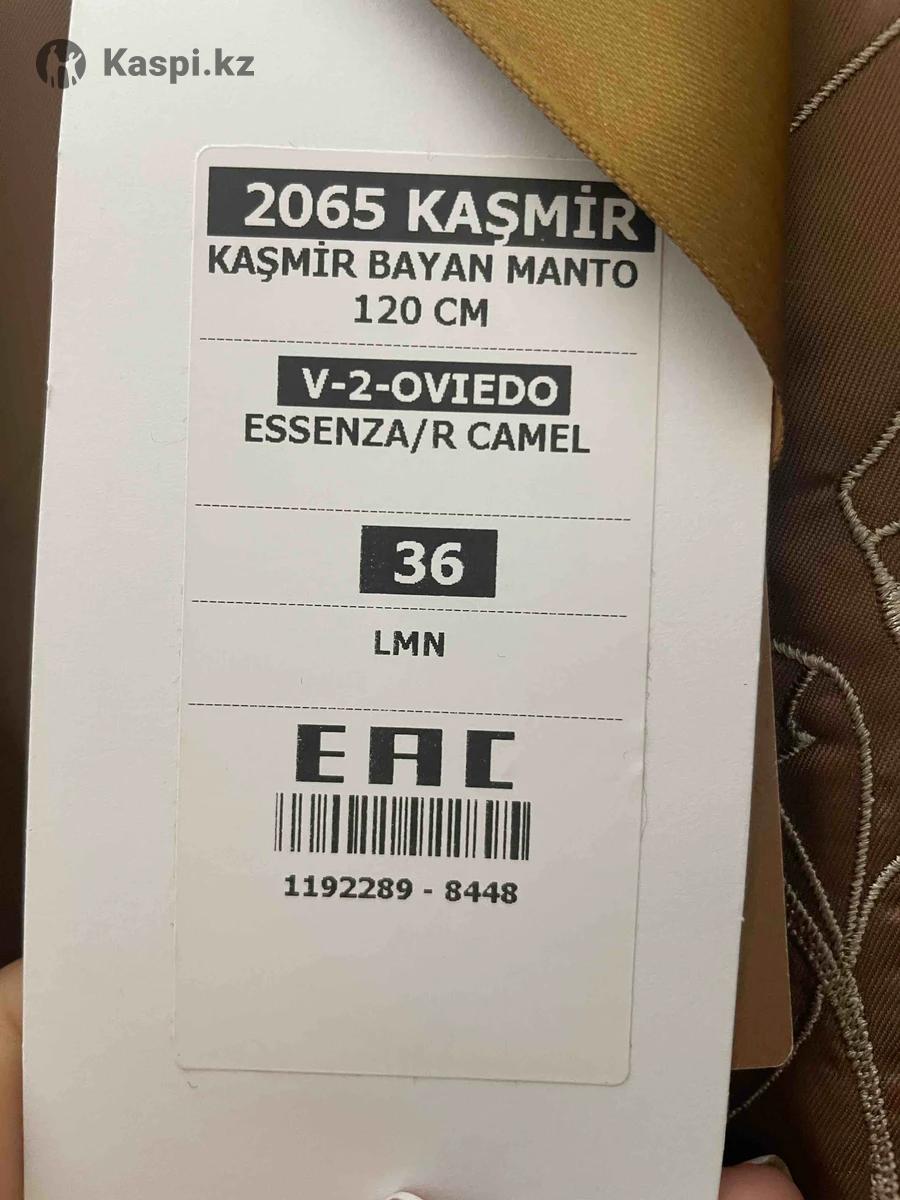 Kaspi.kz
2065 KAŞMİR
KAŞMİR BAYAN MANTO
120 CM
V-2-OVIEDO
ESSENZA/R CAMEL
36
LMN
EAC
1192289 - 8448